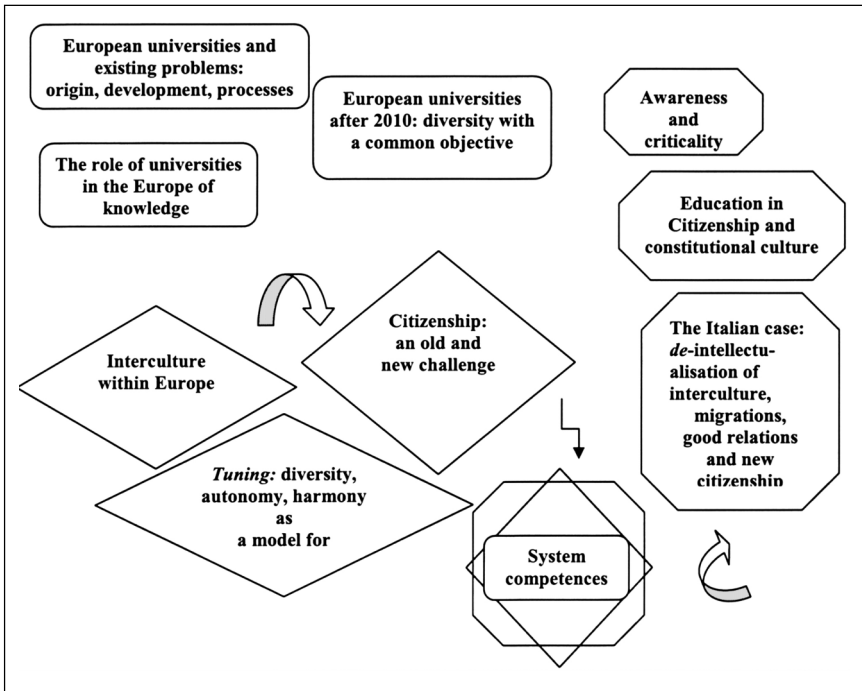 European universities and
existing problems:
origin, development, processes
European universities
after 2010: diversity with
a common objective
Awareness
and
criticality
The role of universities
in the Europe of
knowledge
Education in
Citizenship and
constitutional culture
Citizenship:
an old and
new challenge
The Italian case:
de-intellectu-
alisation of
interculture,
migrations,
good relations
and new
citizenship
Interculture
within Europe
Tuning: diversity,
autonomy, harmony
as
a model for
System
competences